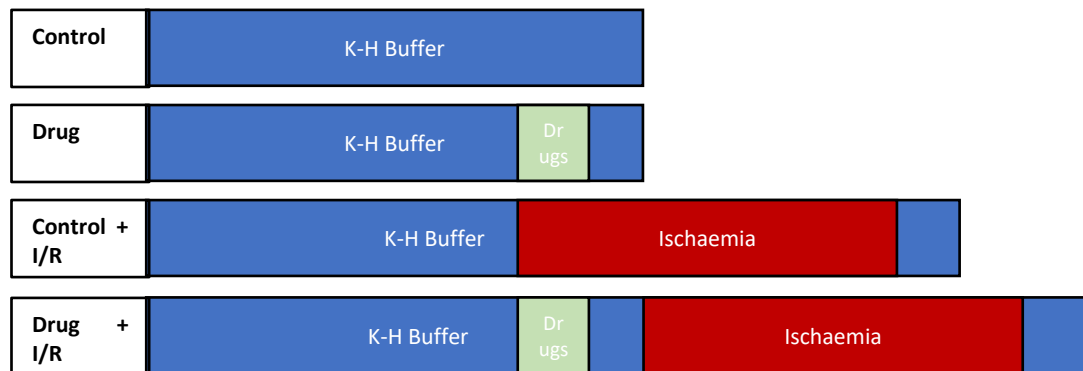 Control
K-H Buffer
Drug
K-H Buffer
Dr
ugs
Control +
I/R
K-H Buffer
Ischaemia
Drug +
I/R
K-H Buffer
Dr
ugs
Ischaemia